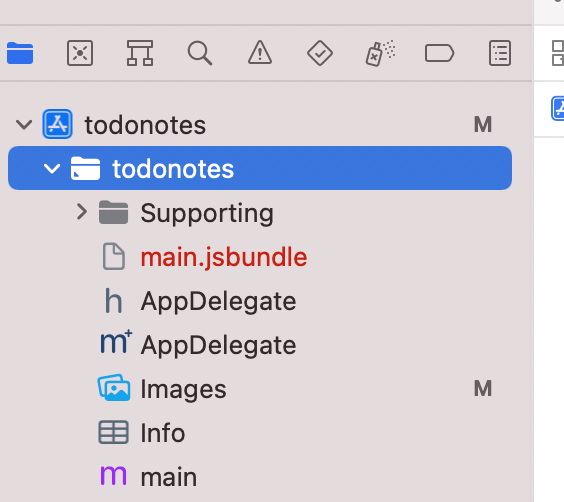 todonotes M
todonotes
Supporting
main.jsbundle
h AppDelegate
m+ AppDelegate
Images M
Info
m main